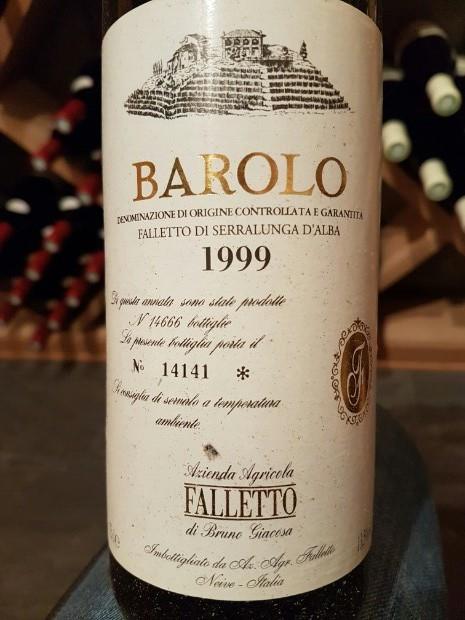 BAROLO
DENOMINAZIONE DI ORIGINE CONTROLLATA E GARANTITA
FALLETTO DI SERRALUNGA D'ALBA
1999
Di questa annata sono state prodotte
N 14666 bottiglie
La presente bottiglia porta il
No 14141 *
Si consiglia di servirlo a temperatura
ambiente.
Azienda Agricola
FALLETTO
di Bruno Giacosa
Imbottigliato da Az. Agr. Falletto
Neive - Italia